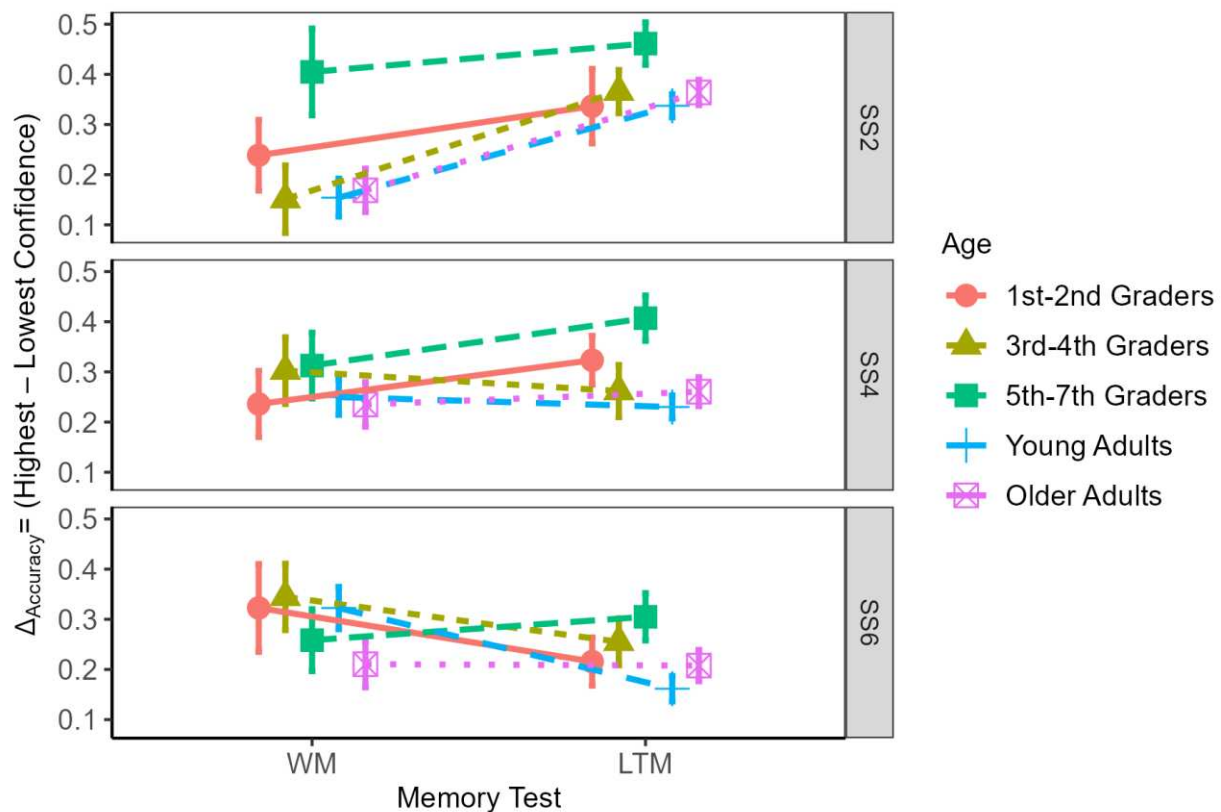 0.5
0.4
0.3
0.2
0.1
SS2
0.5
0.4
0.3
0.2
0.1
SS4
0.5
0.4
0.3
0.2
0.1
SS6
Δ Accuracy = (Highest – Lowest Confidence)
WM LTM
Memory Test
Age
1st-2nd Graders
3rd-4th Graders
5th-7th Graders
Young Adults
Older Adults